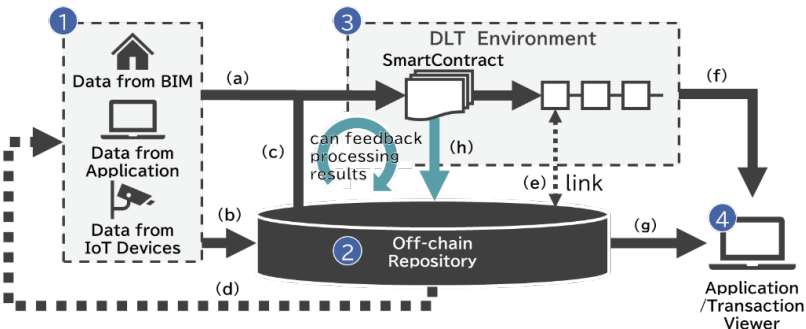 1
Data from BIM
Data from
Application
Data from
IoT Devices
(a)
(b)
(c)
(d)
3
DLT Environment
SmartContract
can feedback
processing
results
(h)
(e)
link
(f)
2
Off-chain
Repository
(g)
4
Application
/Transaction
Viewer